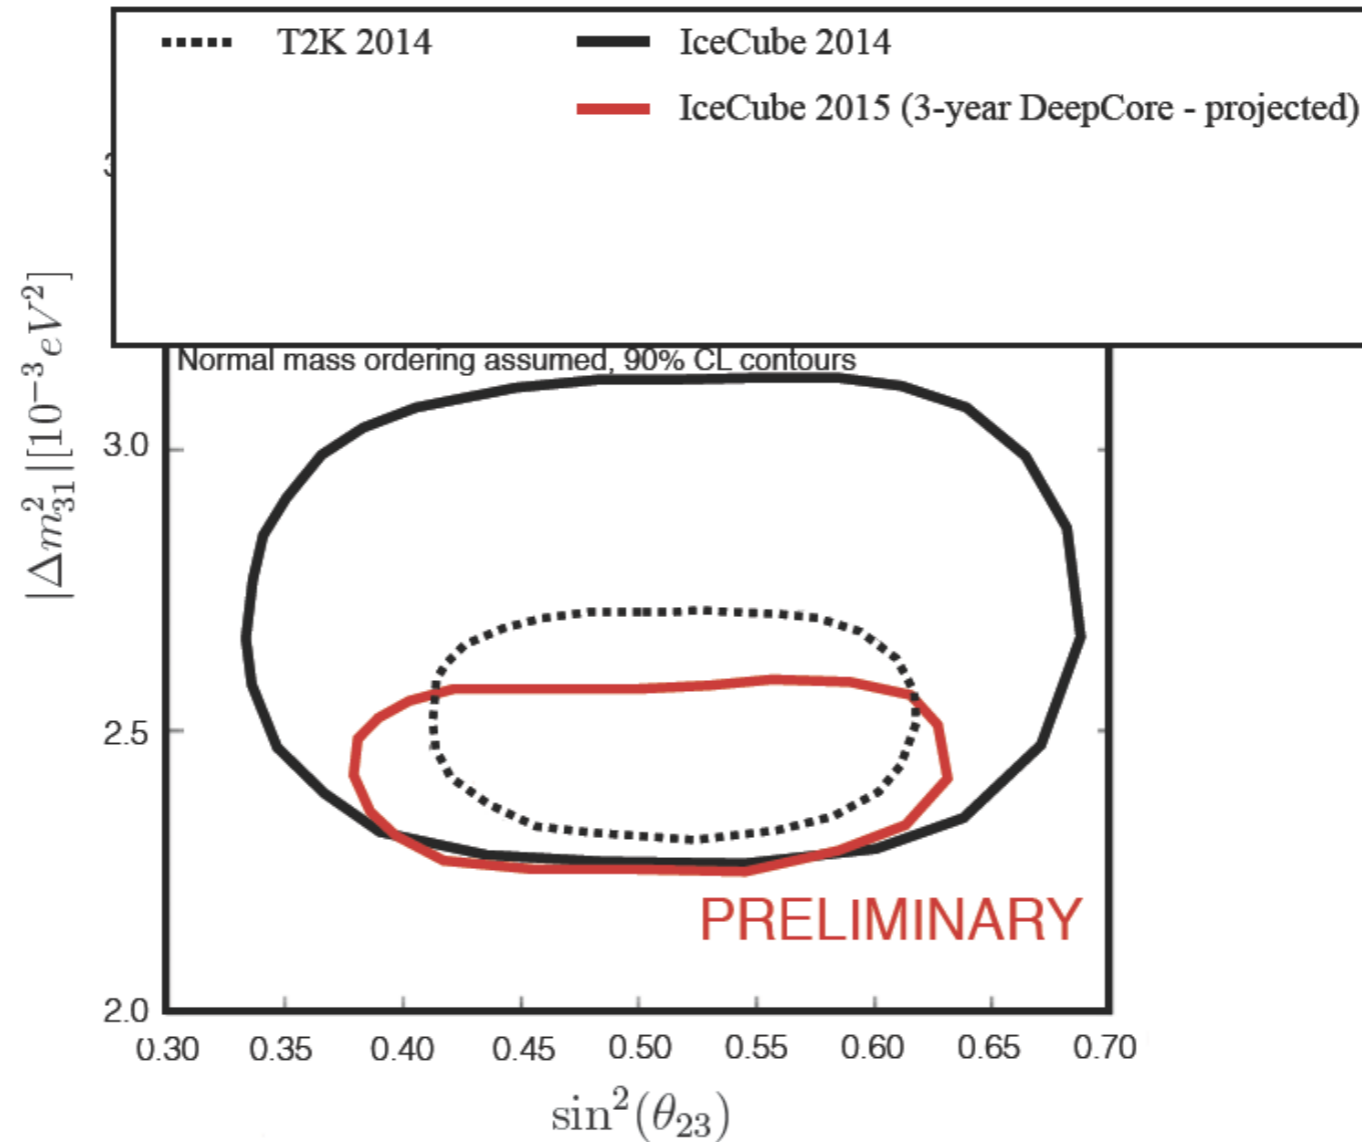 T2K 2014 IceCube 2014
IceCube 2015 (3-year DeepCore - projected)
Normal mass ordering assumed, 90% CL contours
|Δm²₃₁|[10⁻³eV²]
3.0
2.5
2.0
PRELIMINARY
0.30 0.35 0.40 0.45 0.50 0.55 0.60 0.65 0.70
sin²(θ₂₃)